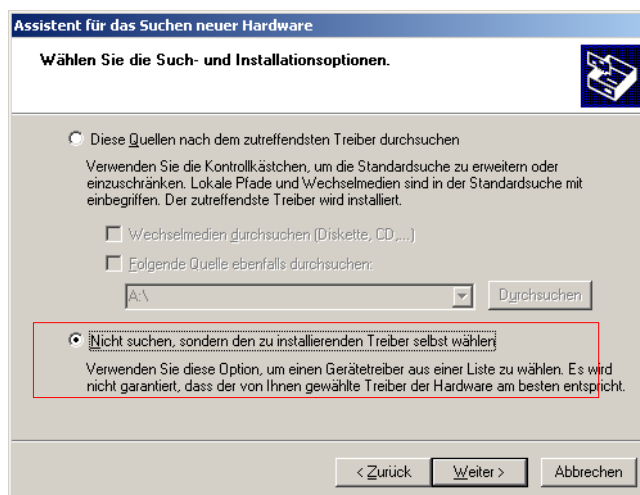 Assistent für das Suchen neuer Hardware
Wählen Sie die Such- und Installationsoptionen.
Diese Quellen nach dem zutreffendsten Treiber durchsuchen
Verwenden Sie die Kontrollkästchen, um die Standardsuche zu erweitern oder
einzuschränken. Lokale Pfade und Wechselmedien sind in der Standardsuche mit
einbegriffen. Der zutreffendste Treiber wird installiert.
Wechselmedien durchsuchen (Diskette, CD,...)
Folgende Quelle ebenfalls durchsuchen:
A:\ Durchsuchen
Nicht suchen, sondern den zu installierenden Treiber selbst wählen
Verwenden Sie diese Option, um einen Gerätetreiber aus einer Liste zu wählen. Es wird
nicht garantiert, dass der von Ihnen gewählte Treiber der Hardware am besten entspricht.
< Zurück Weiter > Abbrechen